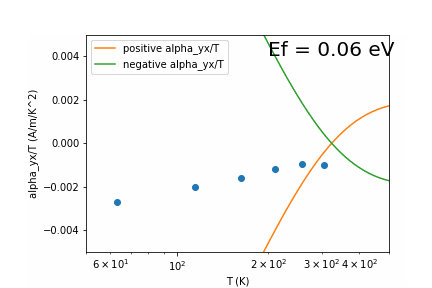 Ef = 0.06 eV
positive alpha_yx/T
negative alpha_yx/T
alpha_yx/T (A/m/K^2)
0.004
0.002
0.000
−0.002
−0.004
6 × 10¹
10²
2 × 10²
3 × 10²
4 × 10²
T (K)